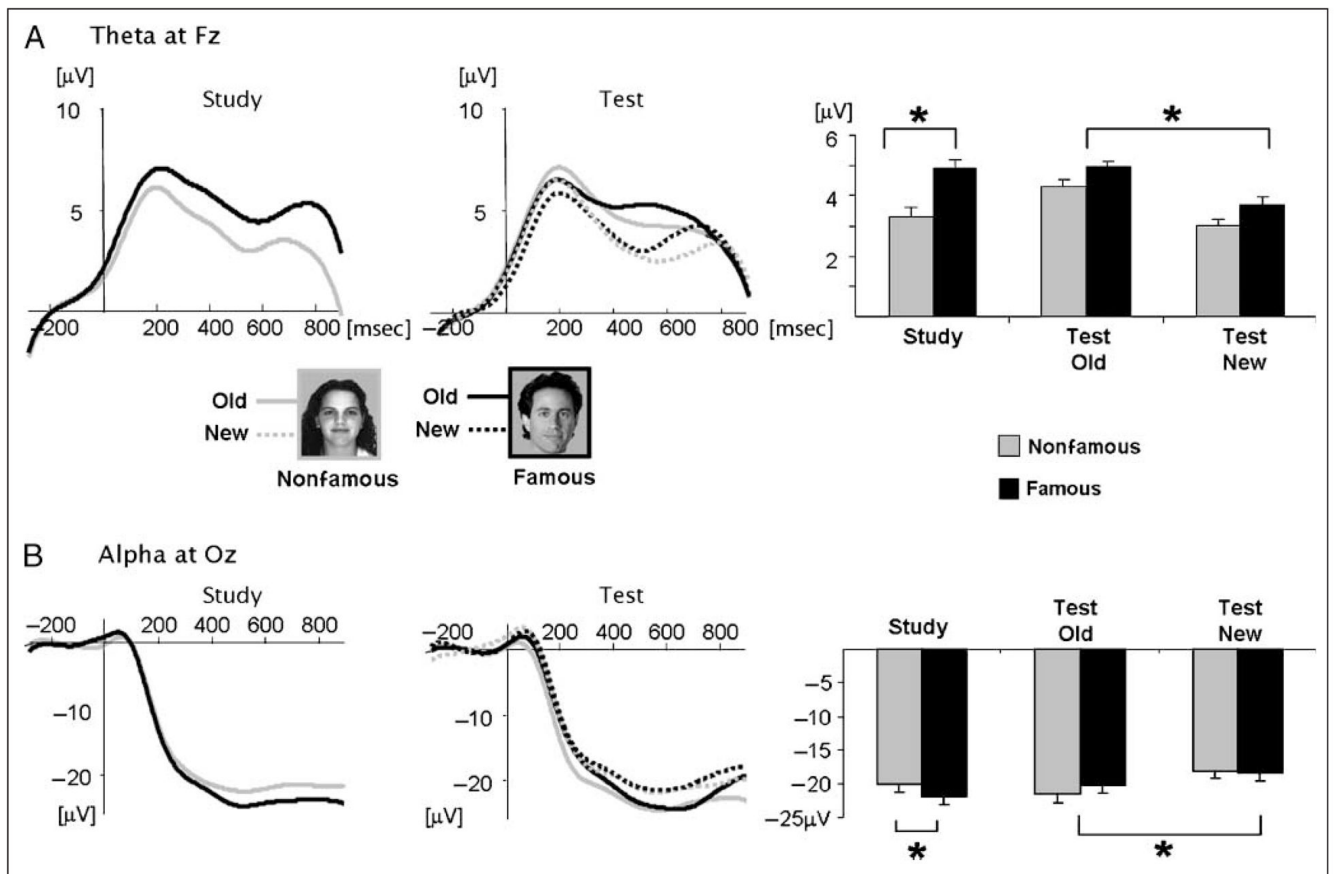 A Theta at Fz
[µV]
Study
10
5
−200 200 400 600 800 [msec]
[µV]
Test
10
5
−200 200 400 600 800 [msec]
[µV]
6
4
2
*
*
Study
Test
Old
Test
New
Old
New
Nonfamous
Old
New
Famous
Nonfamous
Famous
B Alpha at Oz
Study
−200 200 400 600 800
−10
−20
[µV]
Test
−200 200 400 600 800
−10
−20
[µV]
Study
Test
Old
Test
New
−5
−10
−15
−20
−25µV
*
*